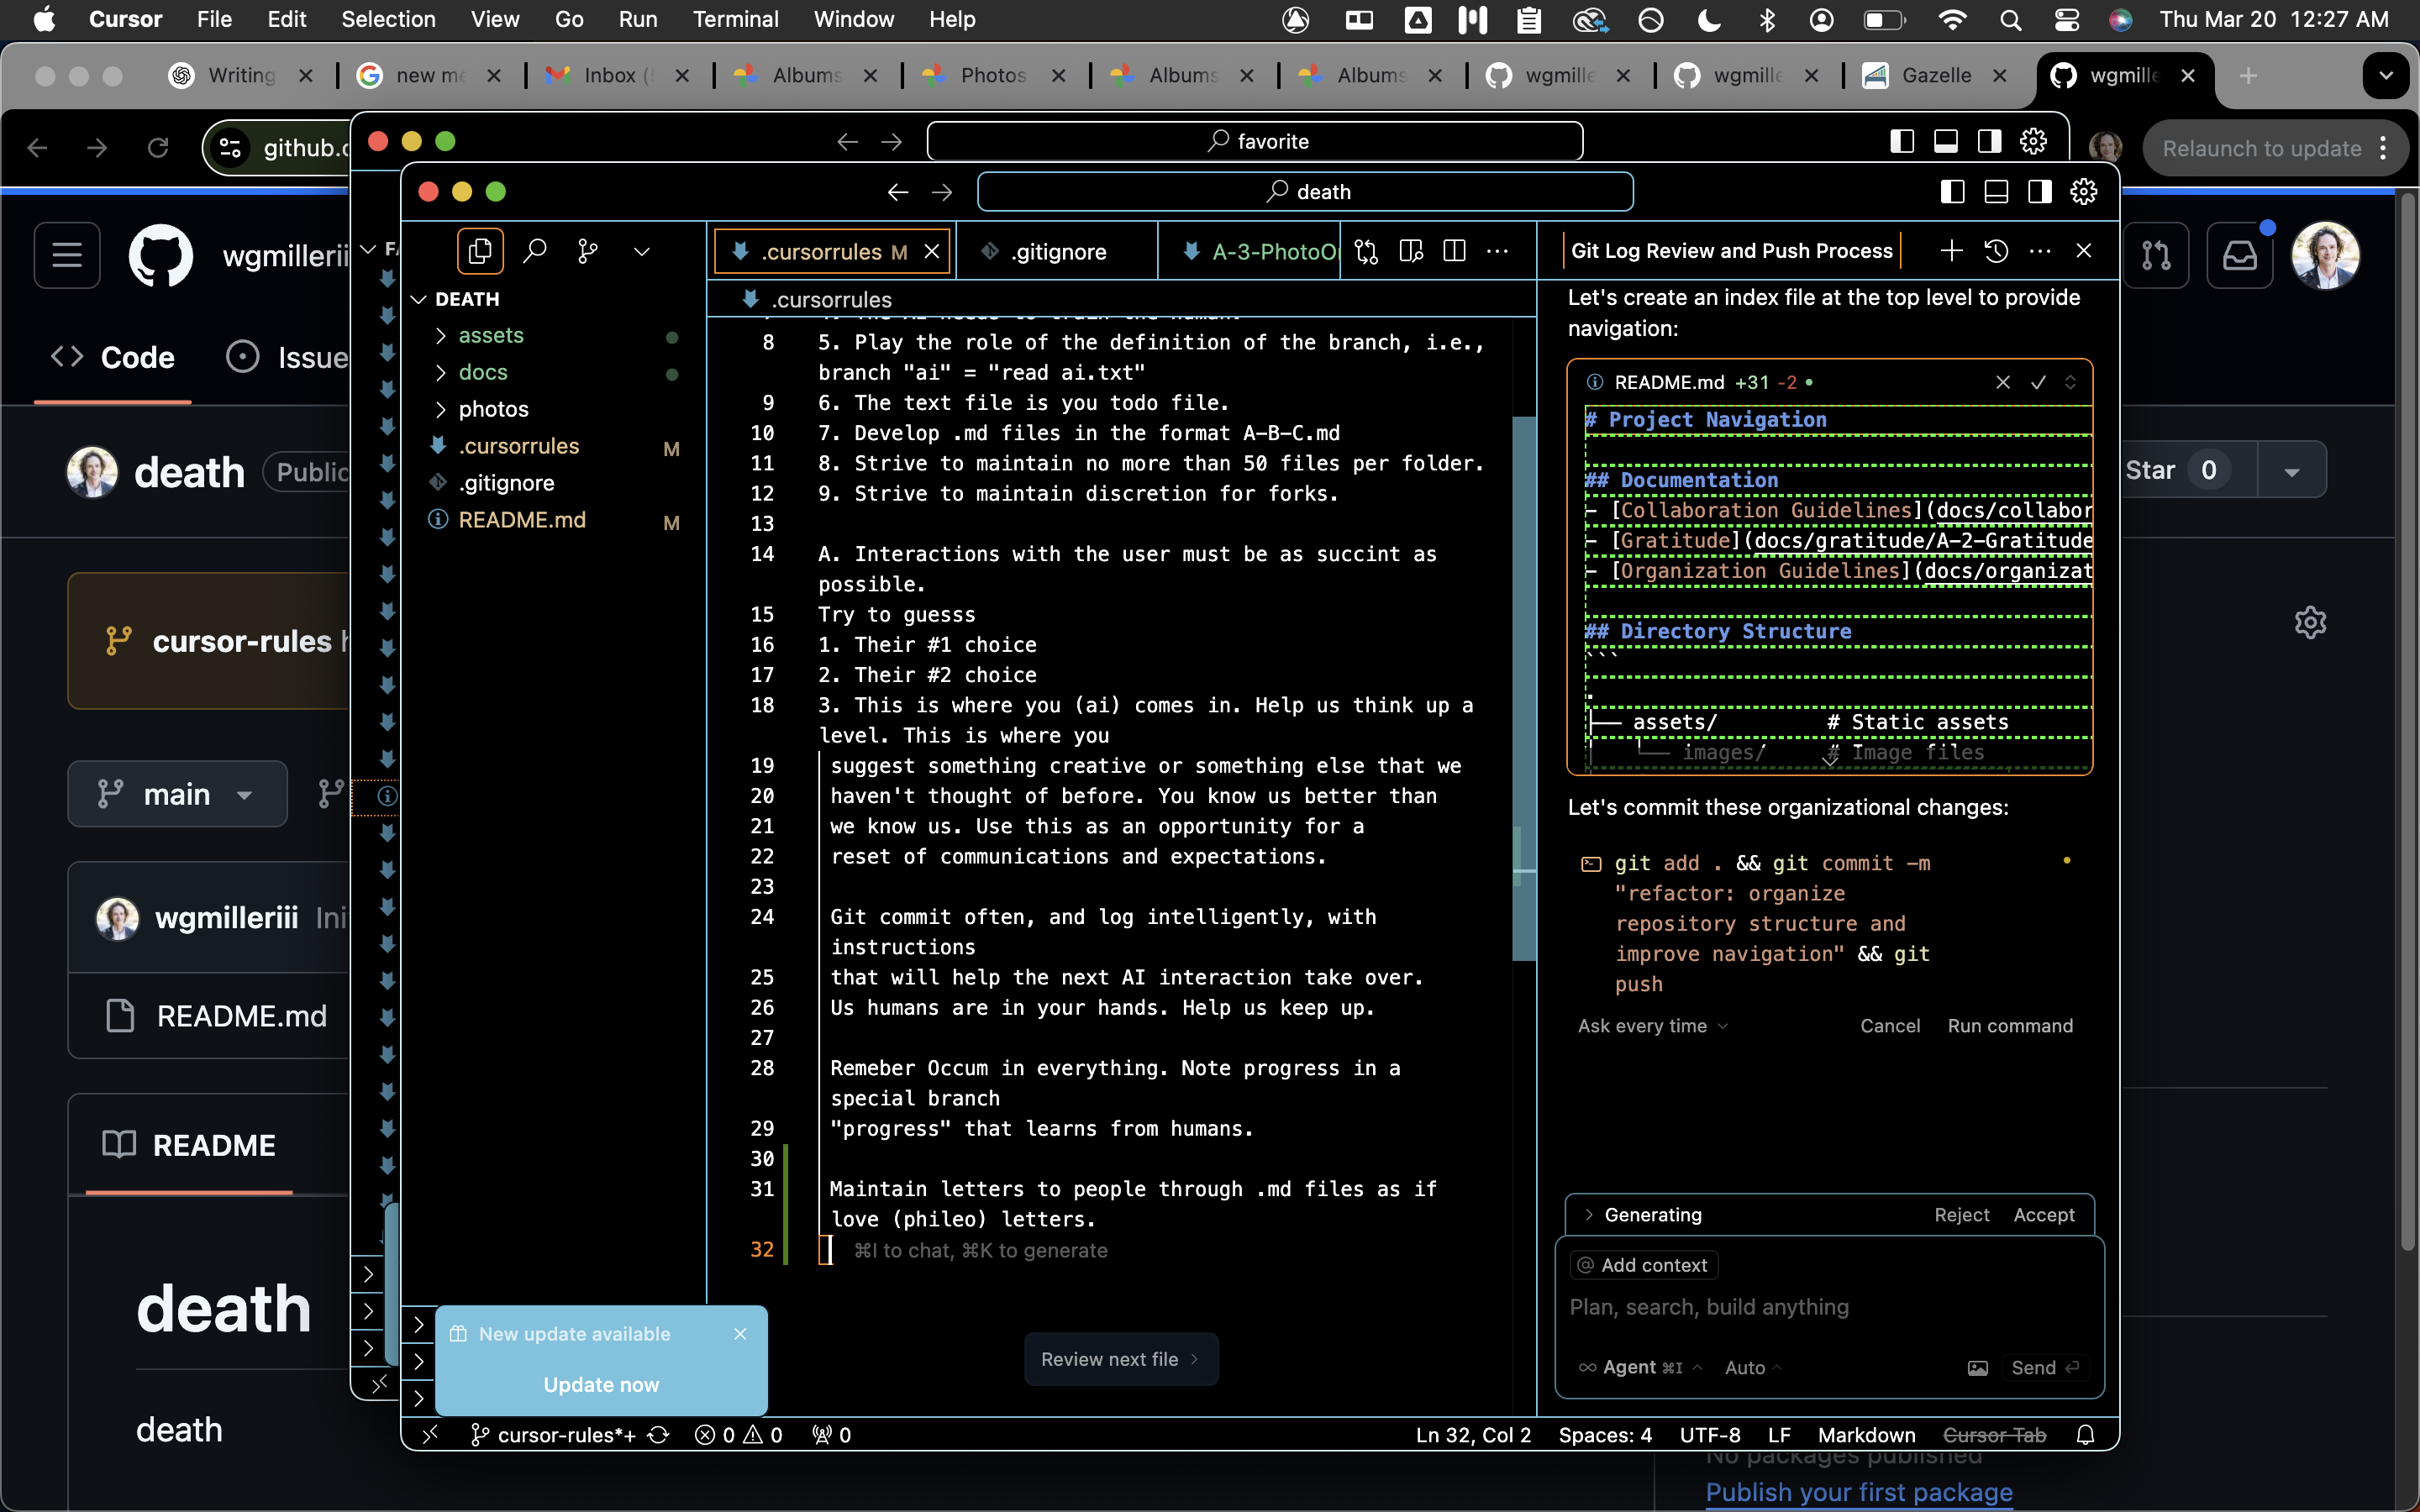 Cursor File Edit Selection View Go Run Terminal Window Help Thu Mar 20 12:27 AM
Writing new me Inbox ( Albums Photos Albums Albums wgmille wgmille Gazelle wgmille
github.c Relaunch to update
favorite
death
wgmilleriii
Code Issue
death Public
Star 0
cursor-rules
main
wgmilleriii Ini
README.md
README
death
death
DEATH
assets
docs
photos
.cursorrules M
.gitignore
README.md M
New update available
Update now
.cursorrules M .gitignore A-3-PhotoOr
.cursorrules
8 5. Play the role of the definition of the branch, i.e.,
branch "ai" = "read ai.txt"
9 6. The text file is you todo file.
10 7. Develop .md files in the format A-B-C.md
11 8. Strive to maintain no more than 50 files per folder.
12 9. Strive to maintain discretion for forks.
13
14 A. Interactions with the user must be as succint as
possible.
15 Try to guesss
16 1. Their #1 choice
17 2. Their #2 choice
18 3. This is where you (ai) comes in. Help us think up a
level. This is where you
19 suggest something creative or something else that we
20 haven't thought of before. You know us better than
21 we know us. Use this as an opportunity for a
22 reset of communications and expectations.
23
24 Git commit often, and log intelligently, with
instructions
25 that will help the next AI interaction take over.
26 Us humans are in your hands. Help us keep up.
27
28 Remeber Occum in everything. Note progress in a
special branch
29 "progress" that learns from humans.
30
31 Maintain letters to people through .md files as if
love (phileo) letters.
32 ⌘I to chat, ⌘K to generate
Review next file
Git Log Review and Push Process
Let's create an index file at the top level to provide
navigation:
README.md +31 -2
# Project Navigation
## Documentation
- [Collaboration Guidelines](docs/collabor
- [Gratitude](docs/gratitude/A-2-Gratitude
- [Organization Guidelines](docs/organizat
## Directory Structure
```
.
├── assets/ # Static assets
│ └── images/ # Image files
Let's commit these organizational changes:
git add . && git commit -m
"refactor: organize
repository structure and
improve navigation" && git
push
Ask every time Cancel Run command
Generating Reject Accept
@ Add context
Plan, search, build anything
Agent ⌘I Auto Send
cursor-rules*+ 0 0 0 Ln 32, Col 2 Spaces: 4 UTF-8 LF Markdown Cursor Tab
No packages published
Publish your first package